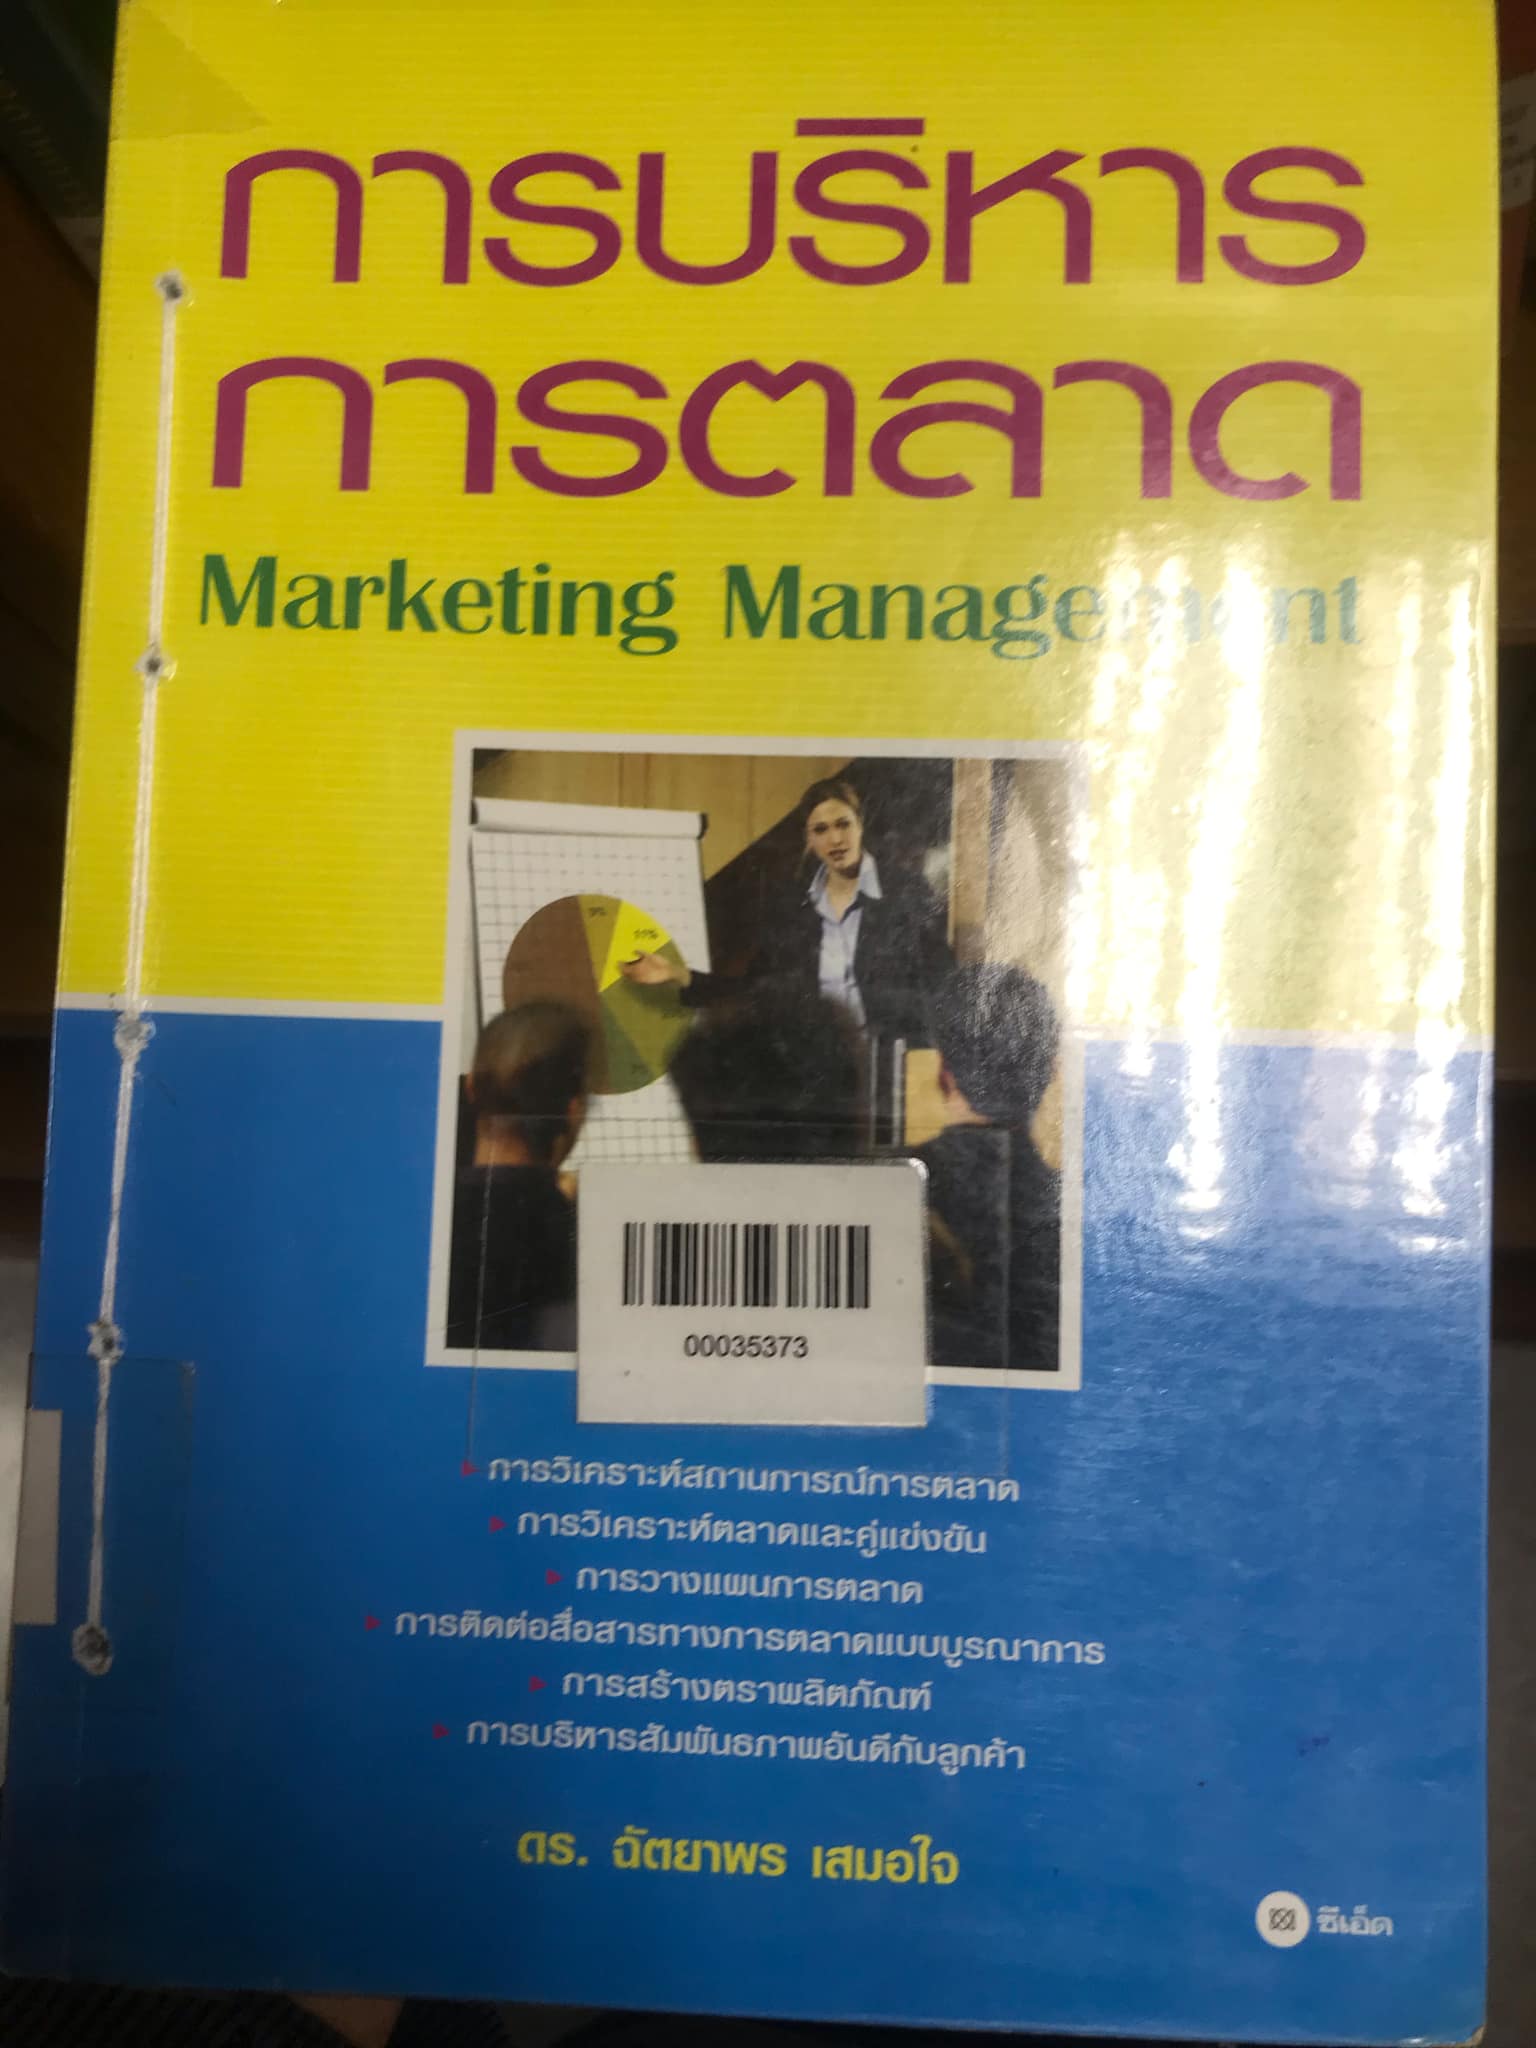 การบริหาร
การตลาด
Marketing Management
9%
11%
7%
00035373
การวิเคราะห์สถานการณ์การตลาด
การวิเคราะห์ตลาดและคู่แข่งขัน
การวางแผนการตลาด
การติดต่อสื่อสารทางการตลาดแบบบูรณาการ
การสร้างตราผลิตภัณฑ์
การบริหารสัมพันธภาพอันดีกับลูกค้า
ดร. ฉัตยาพร เสมอใจ
ซีเอ็ด